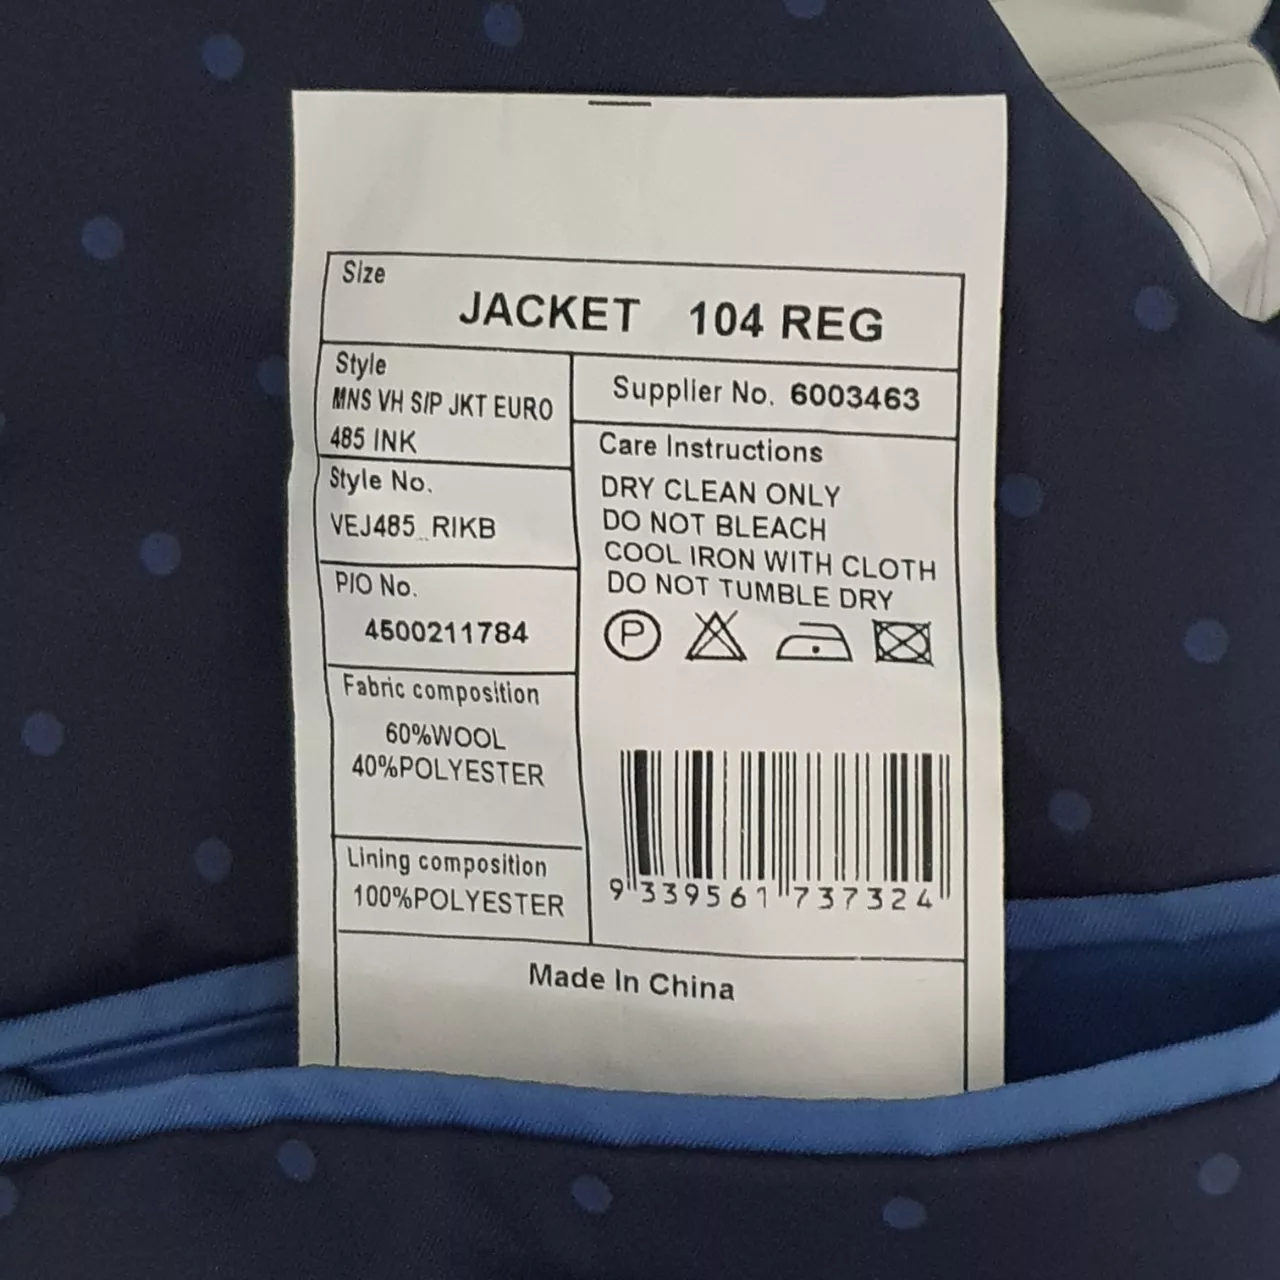 Size
JACKET 104 REG
Style
MNS VH S/P JKT EURO
485 INK
Style No.
VEJ485_RIKB
P/O No.
4500211784
Fabric composition
60%WOOL
40%POLYESTER
Lining composition
100%POLYESTER
Supplier No. 6003463
Care Instructions
DRY CLEAN ONLY
DO NOT BLEACH
COOL IRON WITH CLOTH
DO NOT TUMBLE DRY
P
9 339561 737324
Made In China